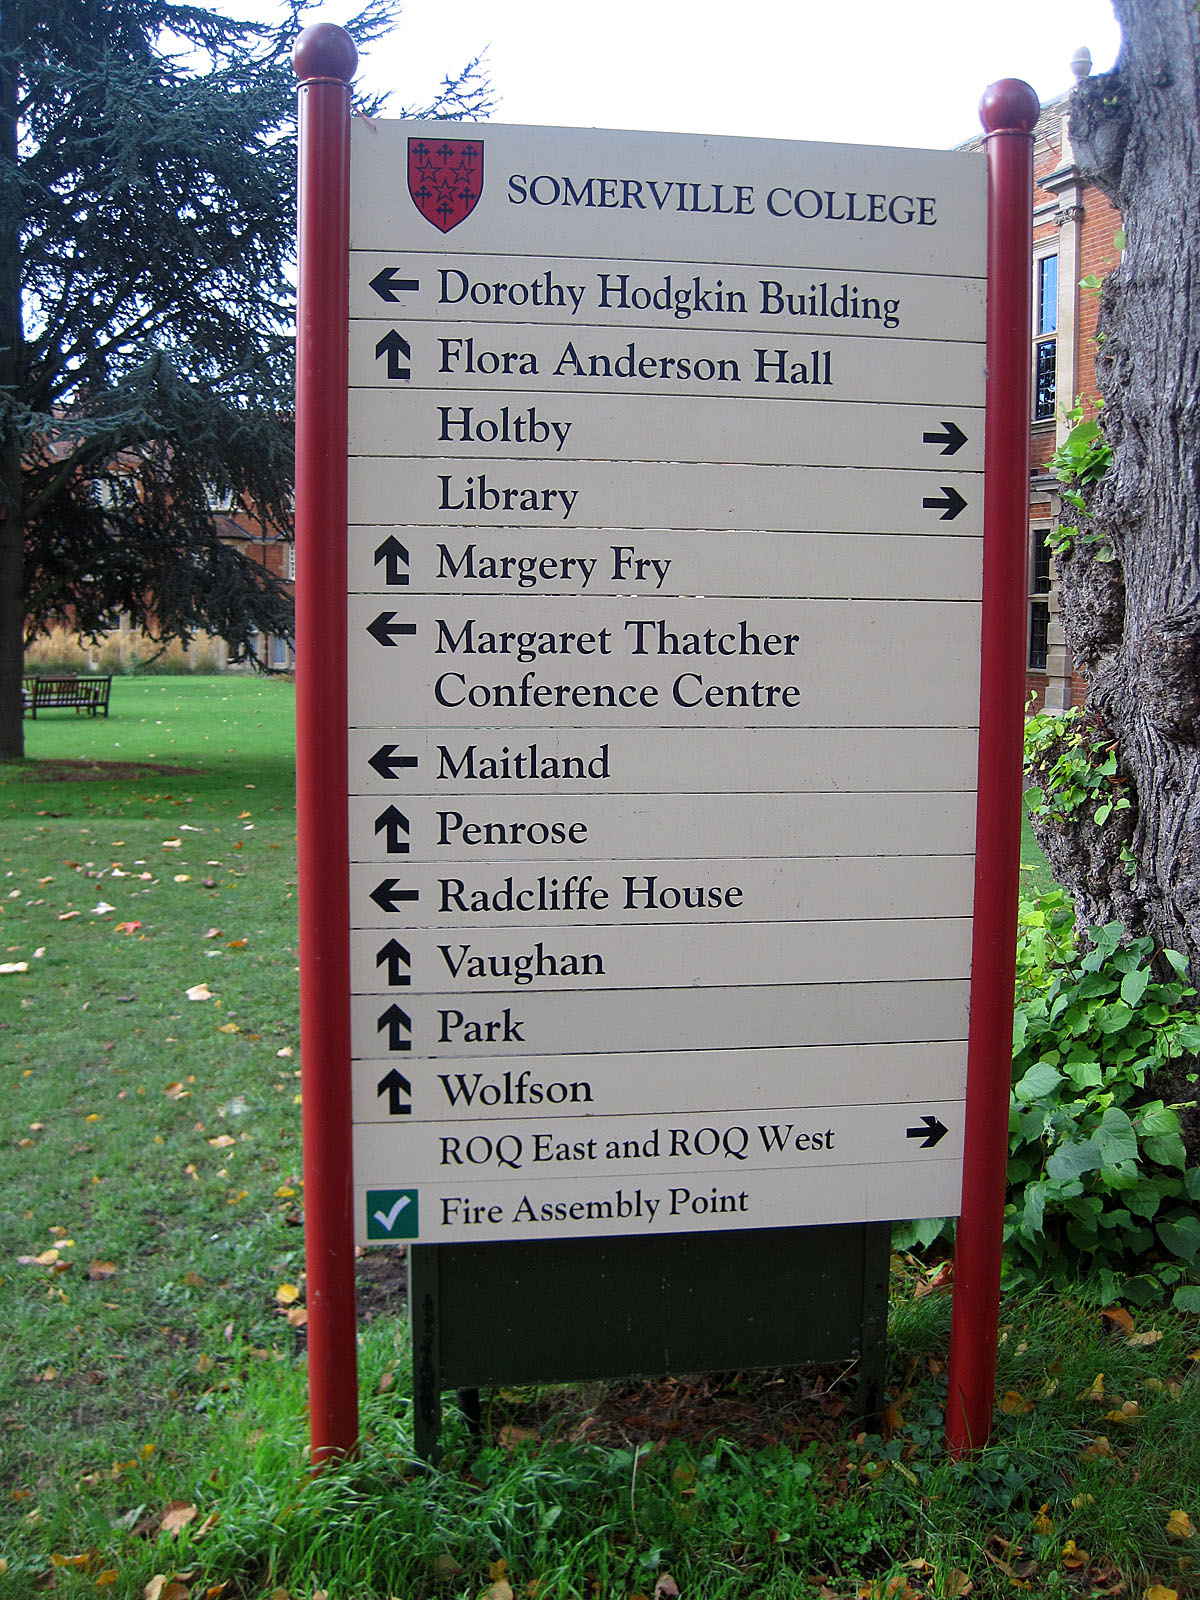 SOMERVILLE COLLEGE
Dorothy Hodgkin Building
Flora Anderson Hall
Holtby
Library
Margery Fry
Margaret Thatcher
Conference Centre
Maitland
Penrose
Radcliffe House
Vaughan
Park
Wolfson
ROQ East and ROQ West
Fire Assembly Point